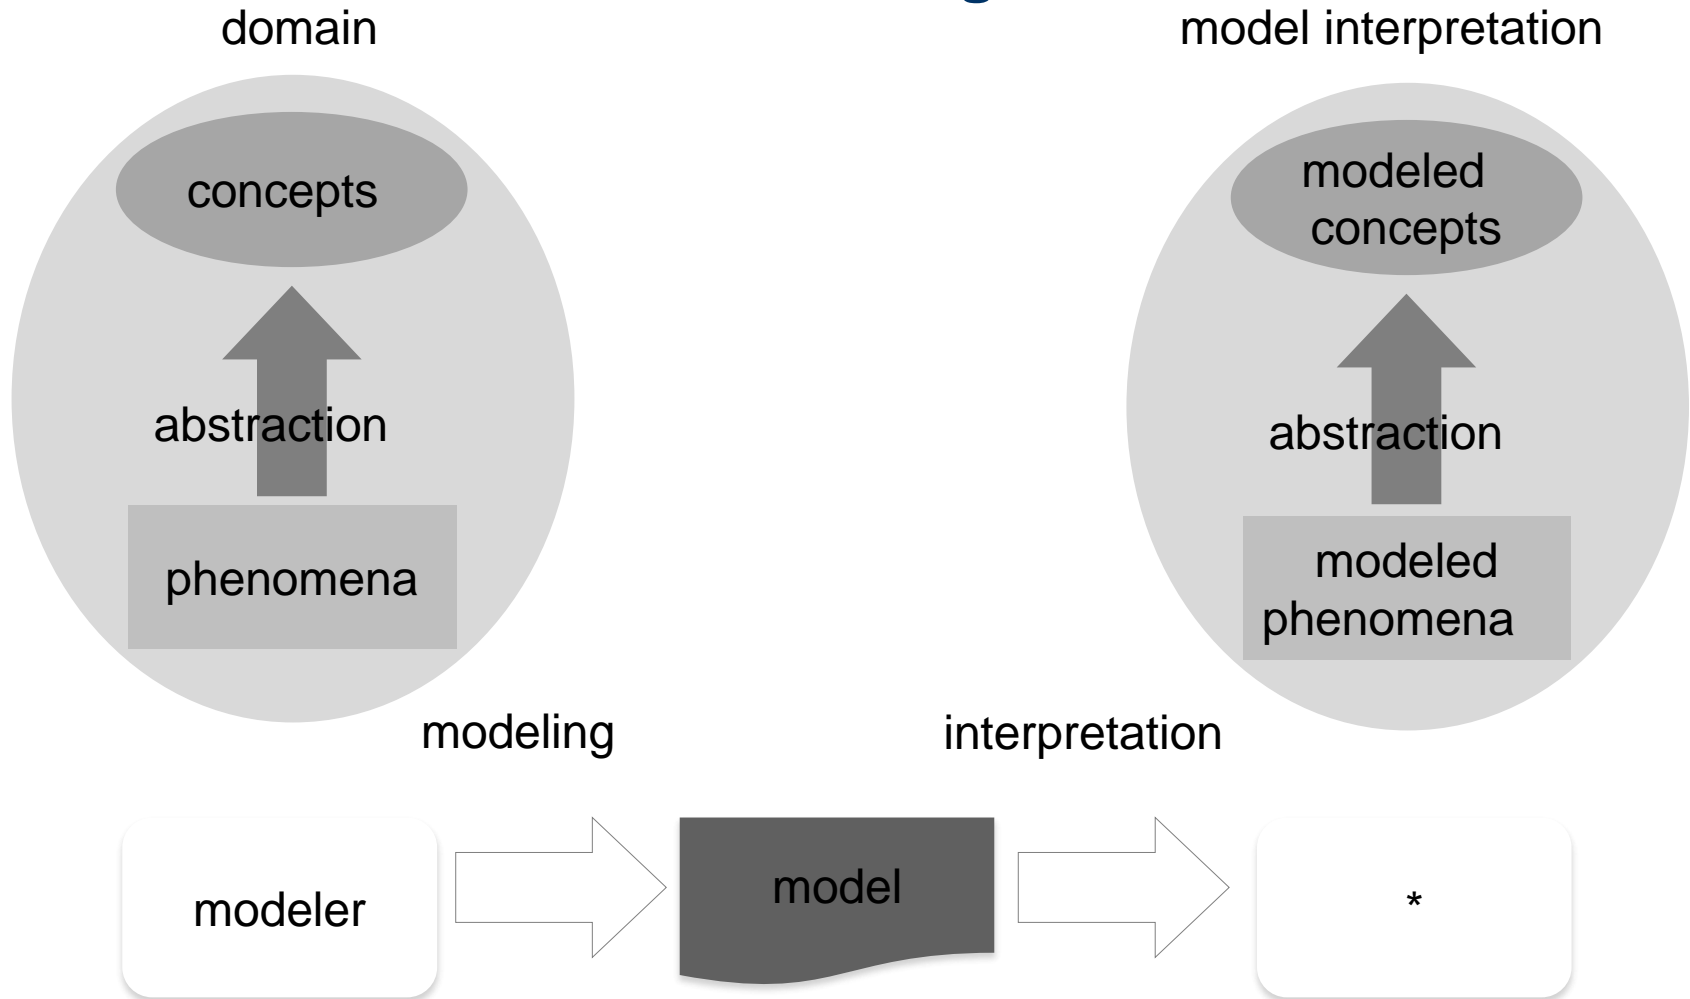 domain
model interpretation
concepts
modeled
concepts
abstraction
abstraction
phenomena
modeled
phenomena
modeling
interpretation
modeler
model
*